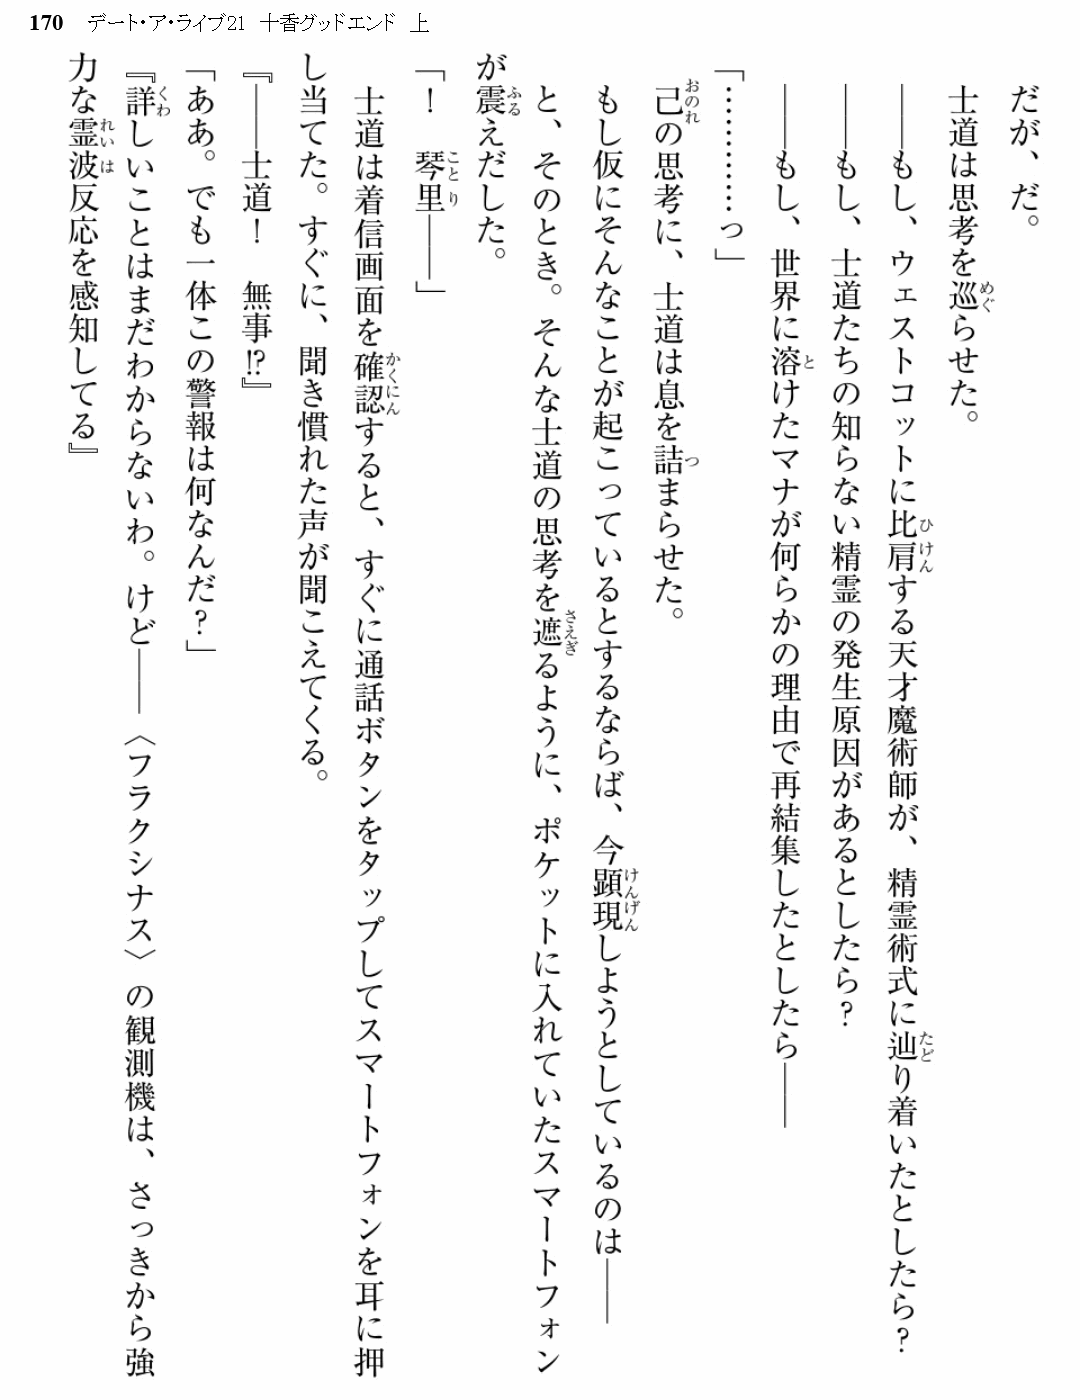 170 デート・ア・ライブ21 十香グッドエンド 上
だが、だ。
士道は思考を巡らせた。
――もし、ウェストコットに比肩する天才魔術師が、精霊術式に辿り着いたとしたら？
――もし、士道たちの知らない精霊の発生原因があるとしたら？
――もし、世界に溶けたマナが何らかの理由で再結集したとしたら――
「…………っ」
己の思考に、士道は息を詰まらせた。
もし仮にそんなことが起こっているとするならば、今顕現しようとしているのは――
と、そのとき。そんな士道の思考を遮るように、ポケットに入れていたスマートフォン
が震えだした。
「！　琴里――」
士道は着信画面を確認すると、すぐに通話ボタンをタップしてスマートフォンを耳に押
し当てた。すぐに、聞き慣れた声が聞こえてくる。
『――士道！　無事⁉』
「ああ。でも一体この警報は何なんだ？」
『詳しいことはまだわからないわ。けど――〈フラクシナス〉の観測機は、さっきから強
力な霊波反応を感知してる』